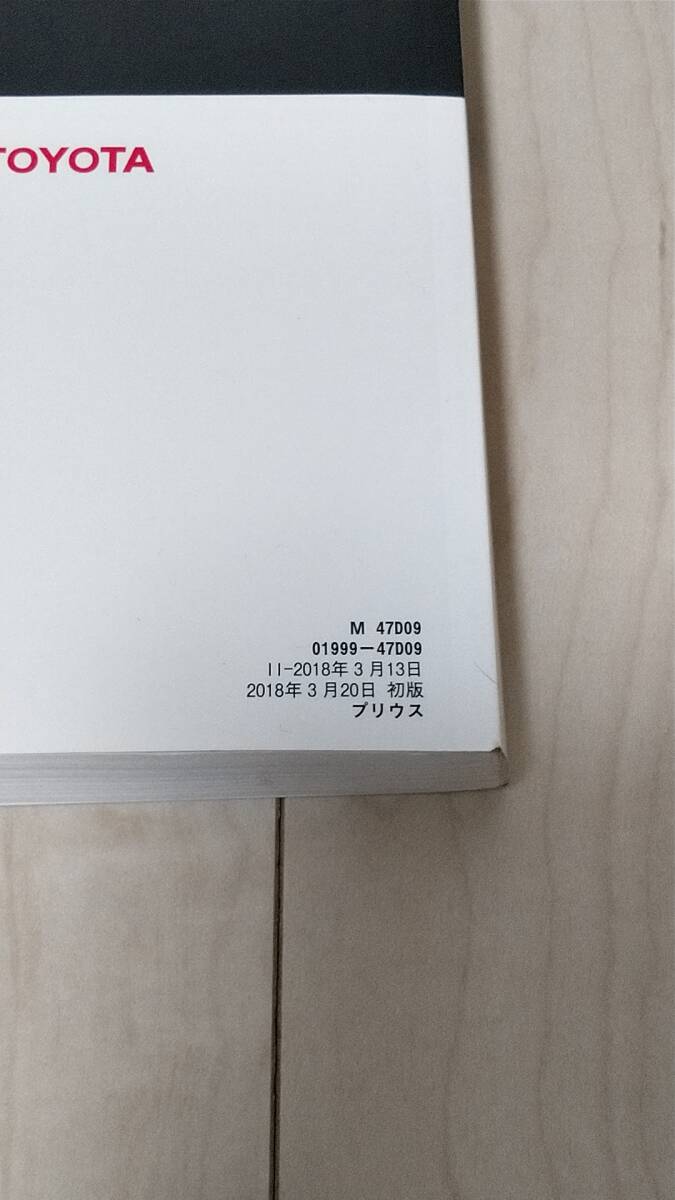 TOYOTA
M 47D09
01999-47D09
II-2018年3月13日
2018年3月20日 初版
プリウス